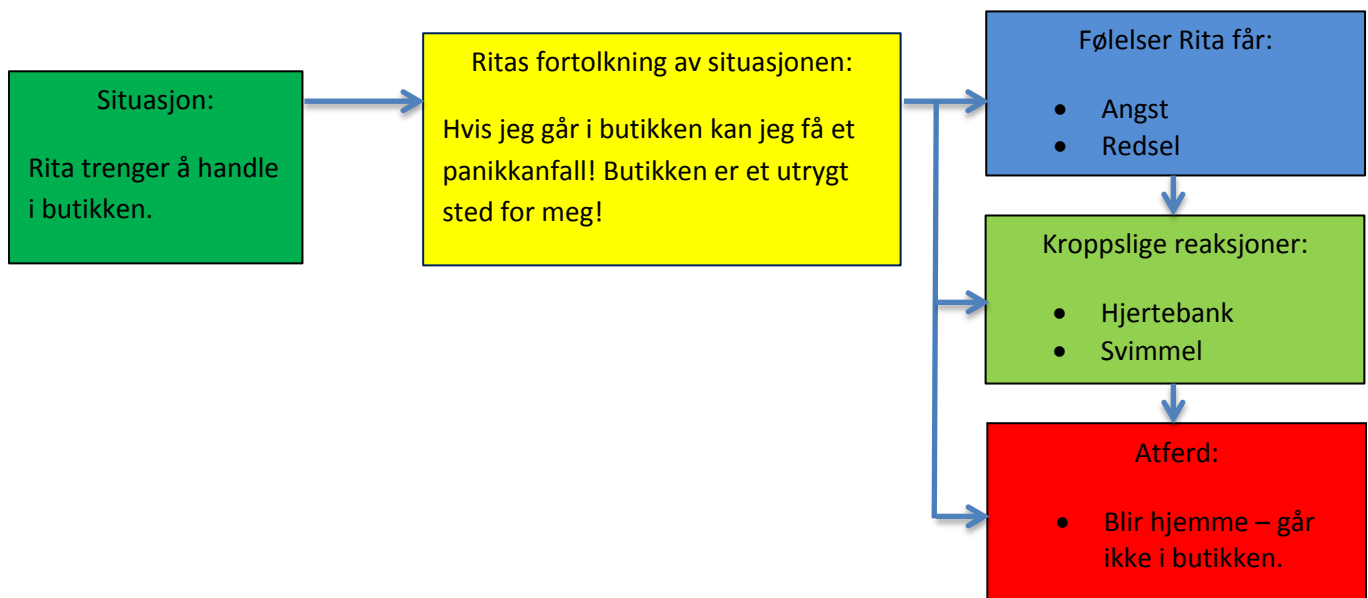 Situasjon:
Rita trenger å handle
i butikken.
Ritas fortolkning av situasjonen:
Hvis jeg går i butikken kan jeg få et
panikkanfall! Butikken er et utrygt
sted for meg!
Følelser Rita får:
• Angst
• Redsel
Kroppslige reaksjoner:
• Hjertebank
• Svimmel
Atferd:
• Blir hjemme – går
ikke i butikken.